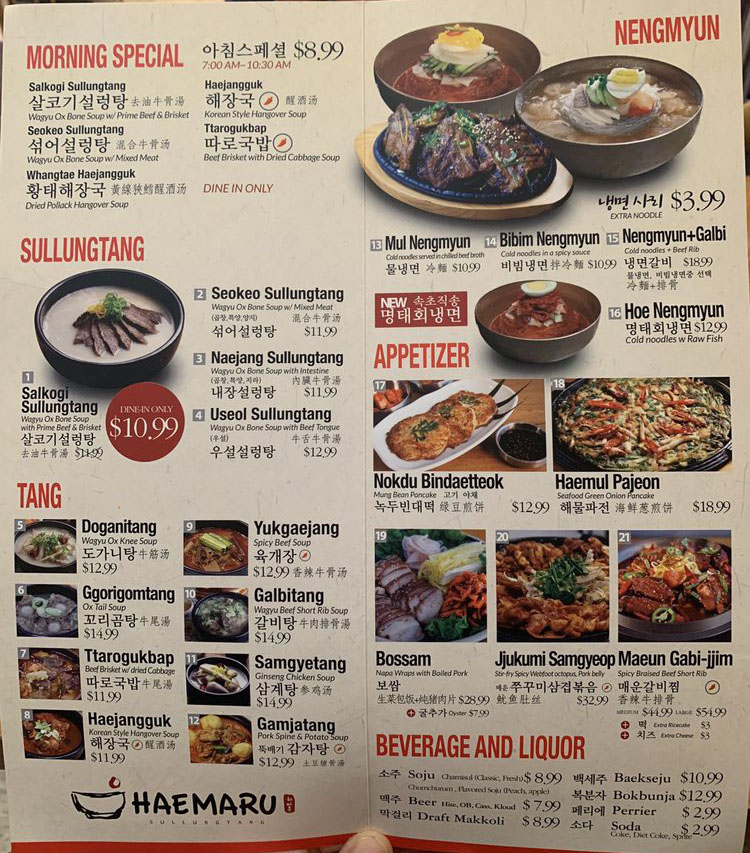 MORNING SPECIAL
아침스페셜 $8.99
7:00 AM~10:30 AM
Salkogi Sullungtang
살코기설렁탕 去油牛骨湯
Wagyu Ox Bone Soup w/ Prime Beef & Brisket
Seokeo Sullungtang
섞어설렁탕 混合牛骨湯
Wagyu Ox Bone Soup w/ Mixed Meat
Whangtae Haejangguk
황태해장국 黃線狹鱈醒酒汤
Dried Pollack Hangover Soup
Haejangguk
해장국 醒酒汤
Korean Style Hangover Soup
Ttarogukbap
따로국밥
Beef Brisket with Dried Cabbage Soup
DINE IN ONLY
SULLUNGTANG
1
Salkogi
Sullungtang
Wagyu Ox Bone Soup
with Prime Beef & Brisket
살코기설렁탕
去油牛骨湯 $11.99
DINE-IN ONLY
$10.99
2 Seokeo Sullungtang
Wagyu Ox Bone Soup w/ Mixed Meat
(곰창,특양,양지) 混合牛骨湯
섞어설렁탕 $11.99
3 Naejang Sullungtang
Wagyu Ox Bone Soup with Intestine
(곰창, 특양, 지라) 內臟牛骨湯
내장설렁탕 $11.99
4 Useol Sullungtang
Wagyu Ox Bone Soup with Beef Tongue
(우설) 牛舌牛骨湯
우설설렁탕 $12.99
TANG
5
Doganitang
Wagyu Ox Knee Soup
도가니탕 牛筋汤
$12.99
6
Ggorigomtang
Ox Tail Soup
꼬리곰탕 牛尾汤
$14.99
7
Ttarogukbap
Beef Brisket w/ dried Cabbage
따로국밥 牛尾湯
$11.99
8
Haejangguk
Korean Style Hangover Soup
해장국 醒酒汤
$11.99
9
Yukgaejang
Spicy Beef Soup
육개장
$12.99 香辣牛骨汤
10
Galbitang
Wagyu Beef Short Rib Soup
갈비탕 牛肉排骨湯
$14.99
11
Samgyetang
Ginseng Chicken Soup
삼계탕 参鸡汤
$14.99
12
Gamjatang
Pork Spine & Potato Soup
뚝배기 감자탕
$12.99 土豆豬骨湯
HAEMARU
SULLUNGTANG
NENGMYUN
냉면 사리 $3.99
EXTRA NOODLE
13 Mul Nengmyun
Cold noodles served in chilled beef broth
물냉면 冷麵 $10.99
14 Bibim Nengmyun
Cold noodles in a spicy sauce
비빔냉면 拌冷麵 $10.99
15 Nengmyun+Galbi
Cold noodles + Beef Rib
냉면갈비 $18.99
물냉면, 비빔냉면중 선택
冷麵+排骨
NEW 속초직송
명태회냉면
16 Hoe Nengmyun
명태회냉면 $12.99
Cold noodles w Raw Fish
APPETIZER
17
Nokdu Bindaetteok
Mung Bean Pancake 고기 야채
녹두빈대떡 绿豆煎饼 $12.99
18
Haemul Pajeon
Seafood Green Onion Pancake
해물파전 海鲜葱煎饼 $18.99
19
Bossam
Napa Wraps with Boiled Pork
보쌈
生菜包饭+炖猪肉片 $28.99
+굴추가 Oyster $7.99
20
Jjukumi Samgyeop
Stir-fry Spicy Webfoot octopus, Pork belly
매운 쭈꾸미삼겹볶음
鱿鱼肚丝 $32.99
21
Maeun Gabi-jjim
Spicy Braised Beef Short Rib
매운갈비찜
香辣牛排骨
MEDIUM $44.99 LARGE $54.99
+ 떡 Extra Ricecake $3
+ 치즈 Extra Cheese $3
BEVERAGE AND LIQUOR
소주 Soju Chamisul (Classic, Fresh) $8.99
Chumchurum, Flavored Soju (Peach, apple)
맥주 Beer Hite, OB, Cass, Kloud $7.99
막걸리 Draft Makkoli $8.99
백세주 Baekseju $10.99
복분자 Bokbunja $12.99
페리에 Perrier $2.99
소다 Soda $2.99
Coke, Diet Coke, Sprite